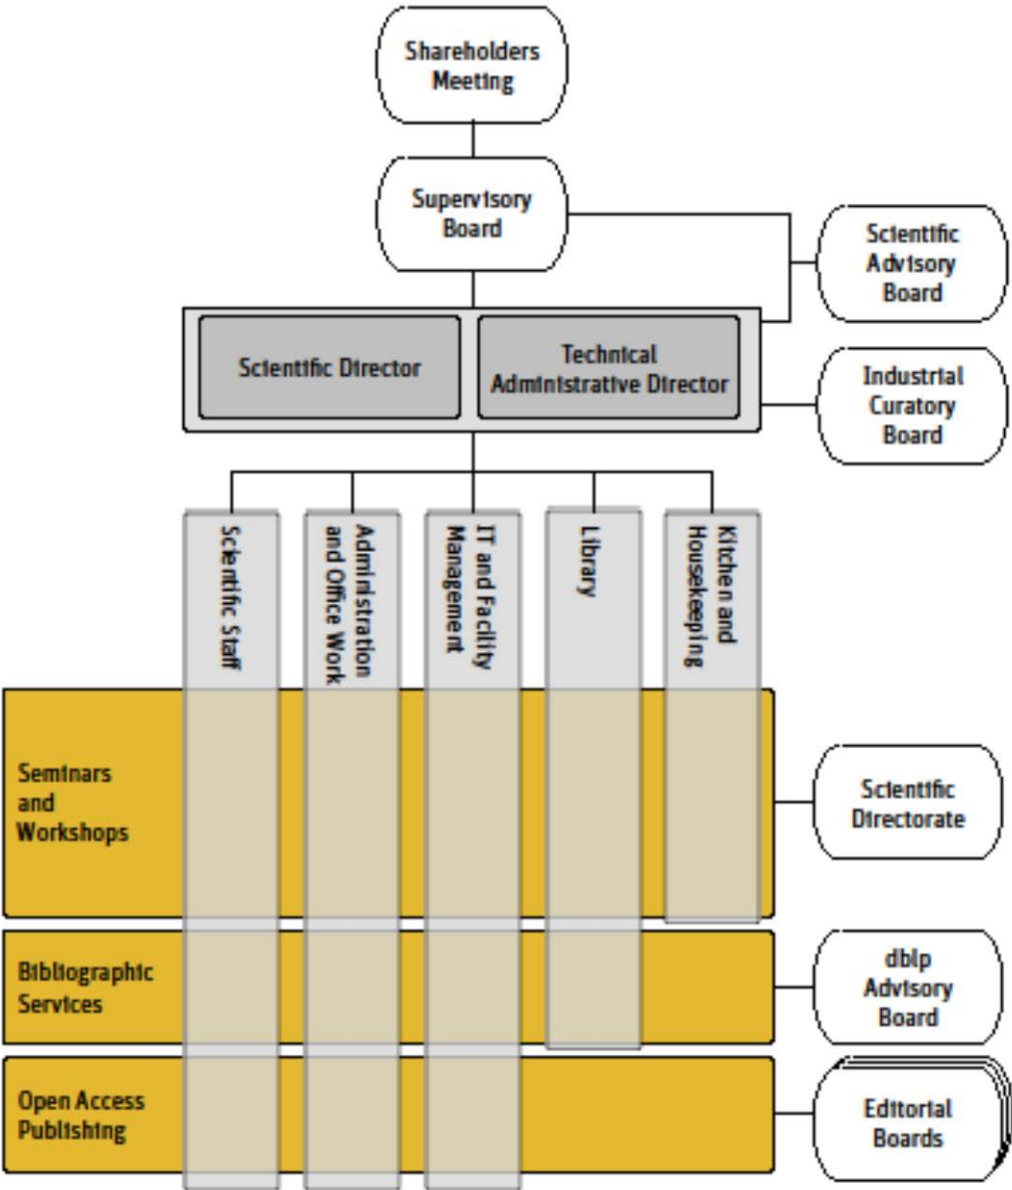 Shareholders
Meeting
Supervisory
Board
Scientific
Advisory
Board
Scientific Director
Technical
Administrative Director
Industrial
Curatory
Board
Scientific Staff
Administration
and Office Work
IT and Facility
Management
Library
Kitchen and
Housekeeping
Seminars
and
Workshops
Scientific
Directorate
Bibliographic
Services
dblp
Advisory
Board
Open Access
Publishing
Editorial
Boards